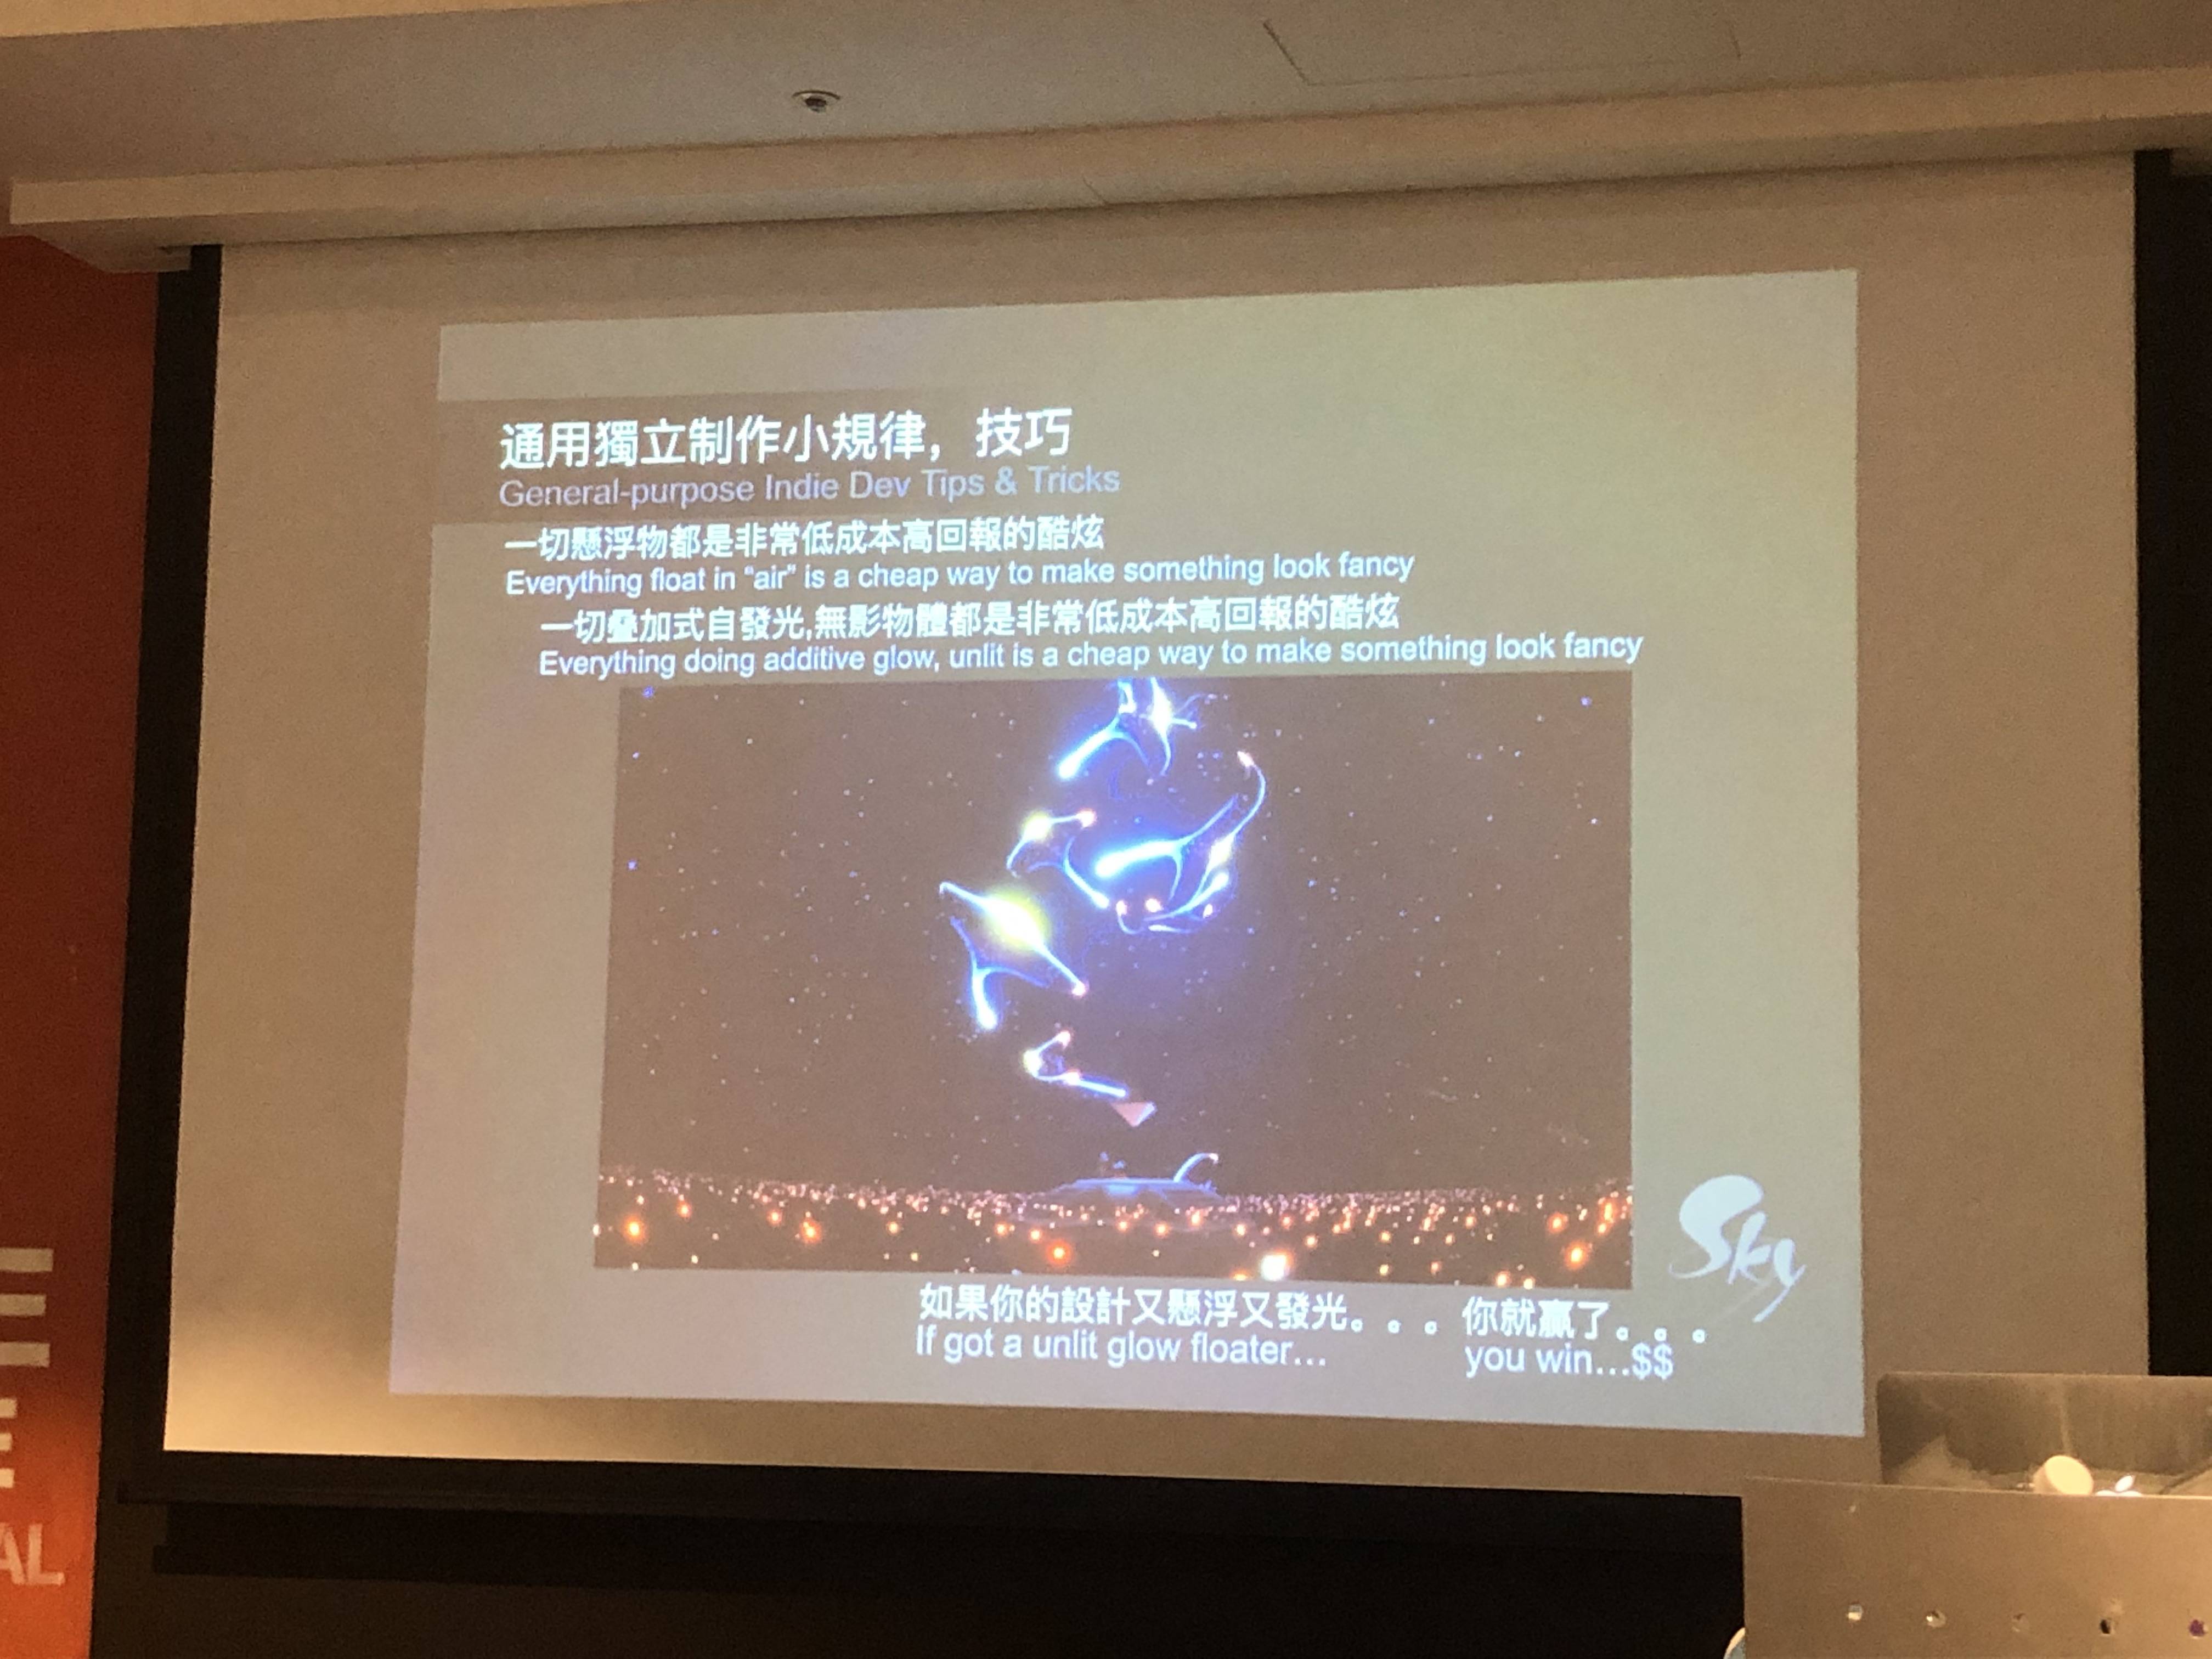 通用獨立制作小規律，技巧
General-purpose Indie Dev Tips & Tricks
一切懸浮物都是非常低成本高回報的酷炫
Everything float in “air” is a cheap way to make something look fancy
一切疊加式自發光,無影物體都是非常低成本高回報的酷炫
Everything doing additive glow, unlit is a cheap way to make something look fancy
Sky
如果你的設計又懸浮又發光。。。 你就贏了。。。
If got a unlit glow floater... you win...$$
AL